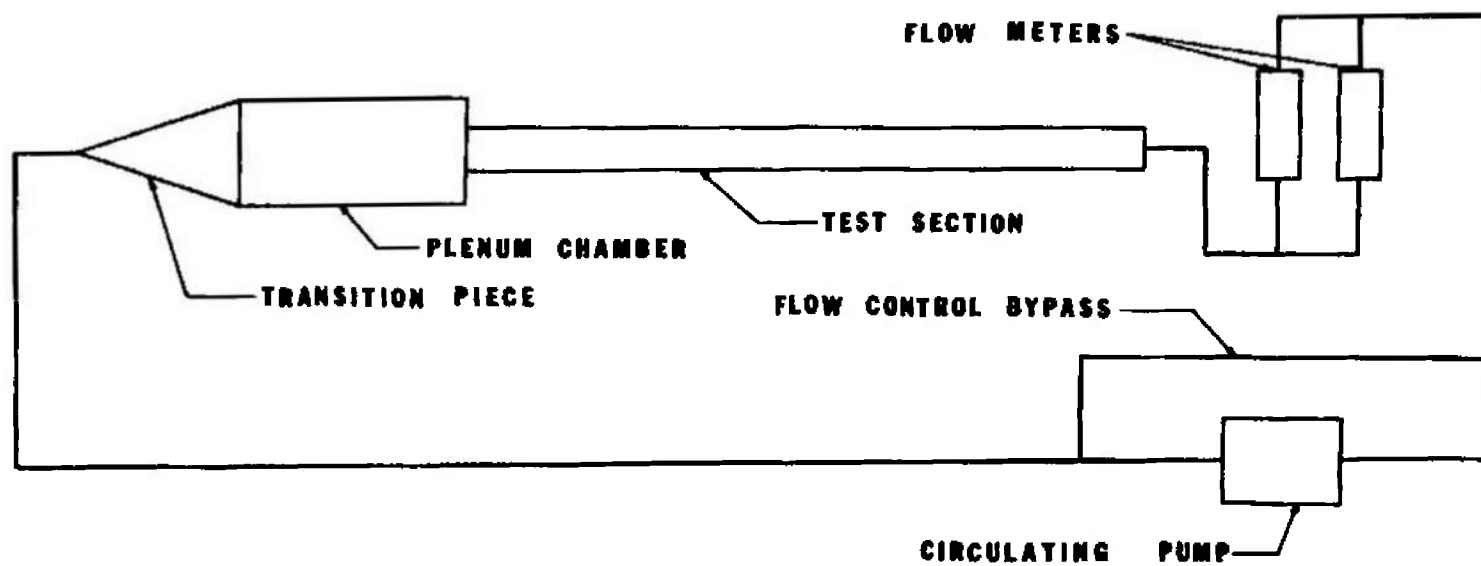 FLOW METERS
TEST SECTION
PLENUM CHAMBER
TRANSITION PIECE
FLOW CONTROL BYPASS
CIRCULATING PUMP